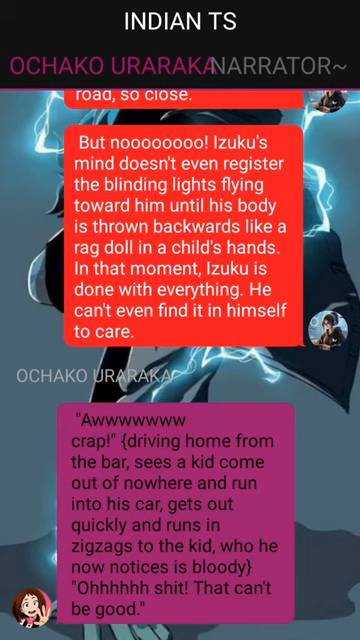 INDIAN TS
OCHAKO URARAKA NARRATOR~
road, so close.
But noooooooo! Izuku's
mind doesn't even register
the blinding lights flying
toward him until his body
is thrown backwards like a
rag doll in a child's hands.
In that moment, Izuku is
done with everything. He
can't even find it in himself
to care.
OCHAKO URARAKA
"Awwwwwww
crap!" {driving home from
the bar, sees a kid come
out of nowhere and run
into his car, gets out
quickly and runs in
zigzags to the kid, who he
now notices is bloody}
"Ohhhhhh shit! That can't
be good."